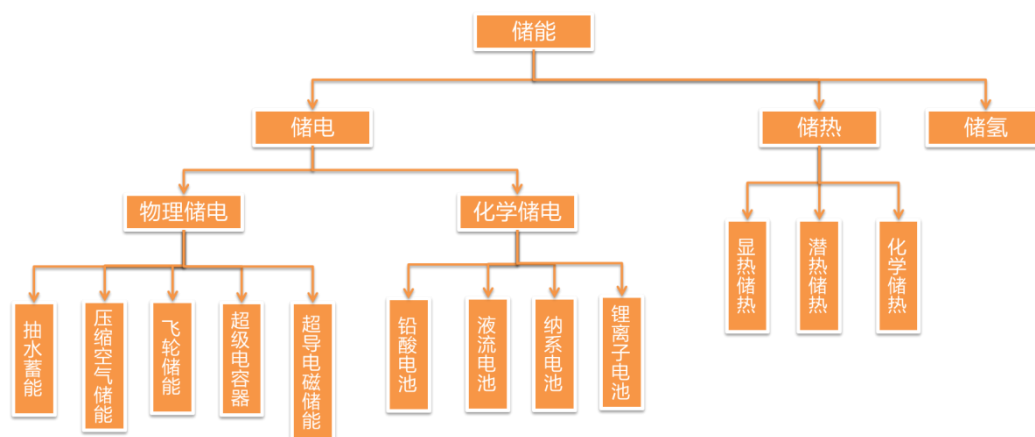 储能
储电
储热
储氢
物理储电
化学储电
显热储热
潜热储热
化学储热
抽水蓄能
压缩空气储能
飞轮储能
超级电容器
超导电磁储能
铅酸电池
液流电池
纳系电池
锂离子电池